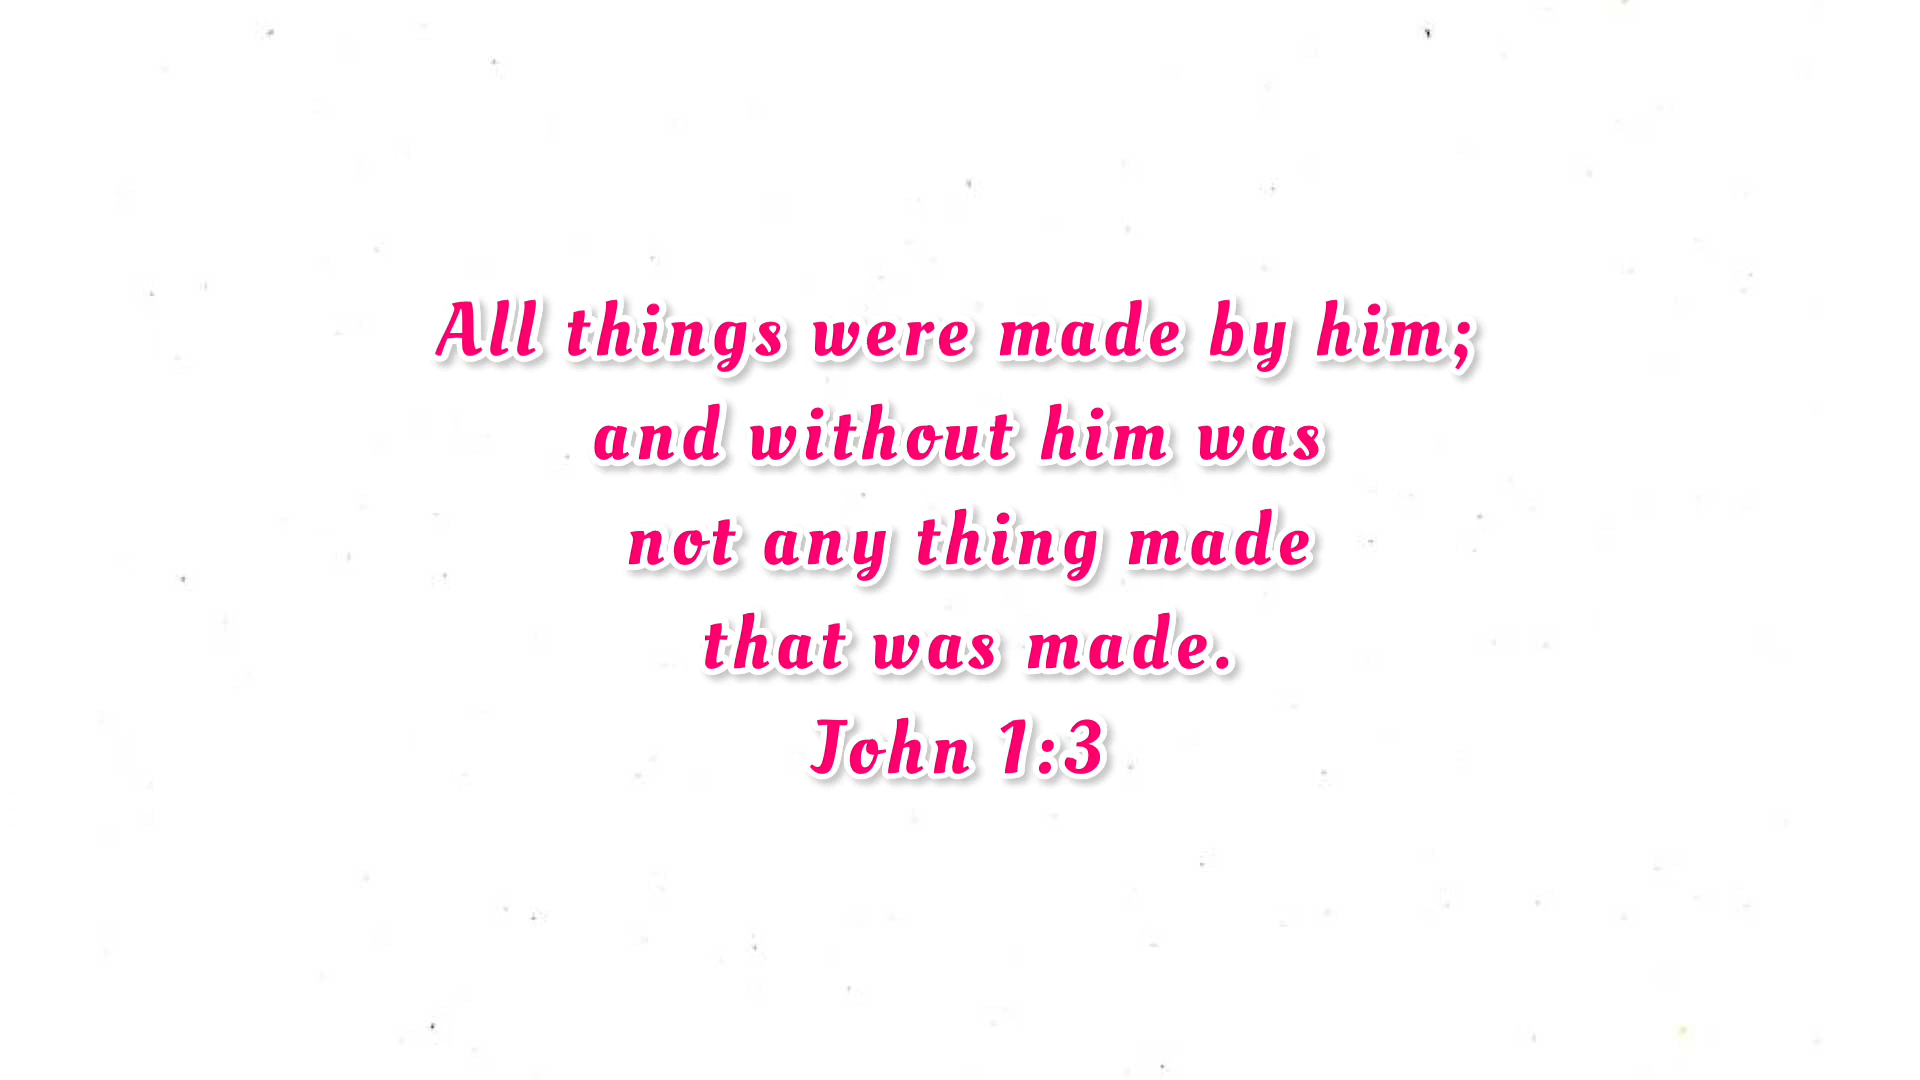 All things were made by him;
and without him was
not any thing made
that was made.
John 1:3